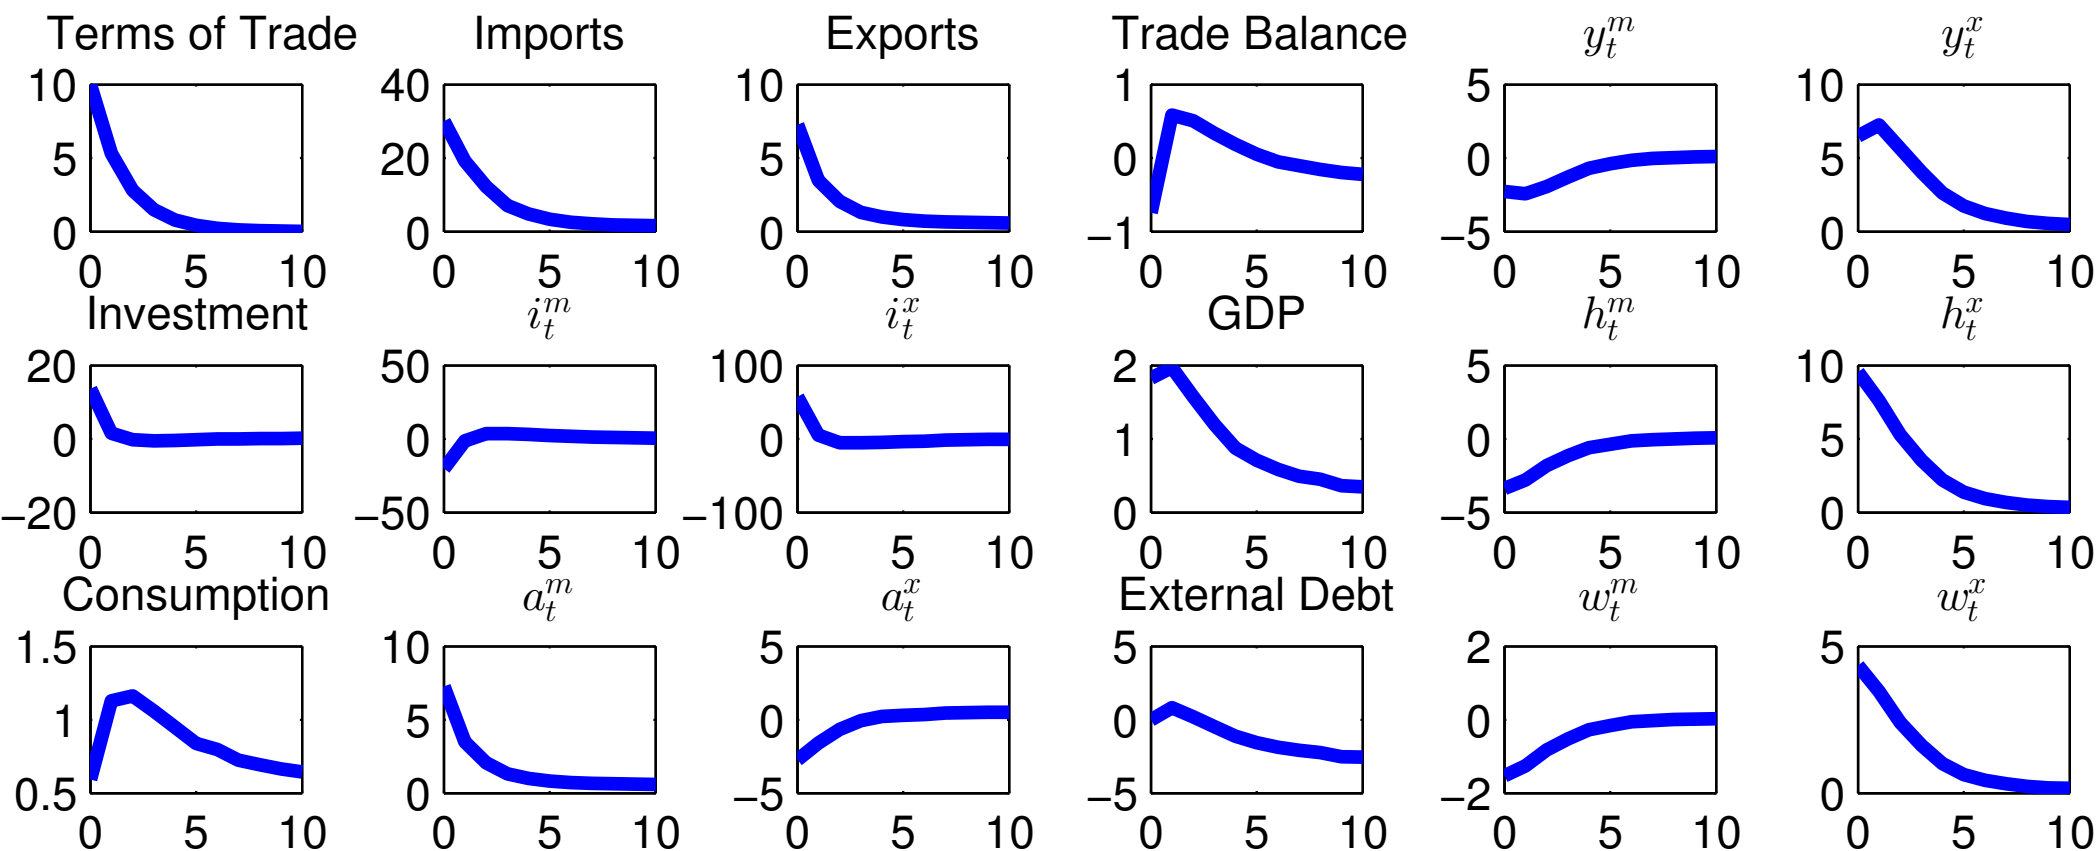 Terms of Trade Imports Exports Trade Balance y_t^m y_t^x
10 40 10 1 5 10
5 20 5 0 0 5
0 0 0 −1 −5 0
0 5 10 0 5 10 0 5 10 0 5 10 0 5 10 0 5 10
Investment i_t^m i_t^x GDP h_t^m h_t^x
20 50 100 2 5 10
0 0 0 1 0 5
−20 −50 −100 0 −5 0
0 5 10 0 5 10 0 5 10 0 5 10 0 5 10 0 5 10
Consumption a_t^m a_t^x External Debt w_t^m w_t^x
1.5 10 5 5 2 5
1 5 0 0 0
0.5 0 −5 −5 −2 0
0 5 10 0 5 10 0 5 10 0 5 10 0 5 10 0 5 10